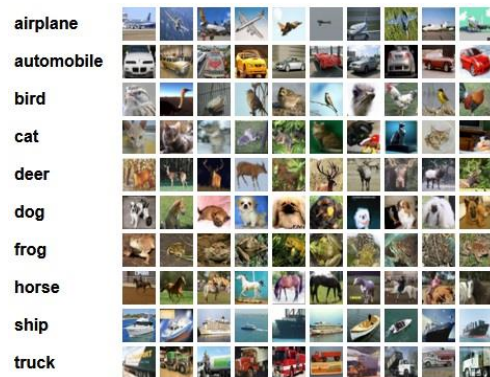 airplane
automobile
bird
cat
deer
dog
frog
horse
ship
truck